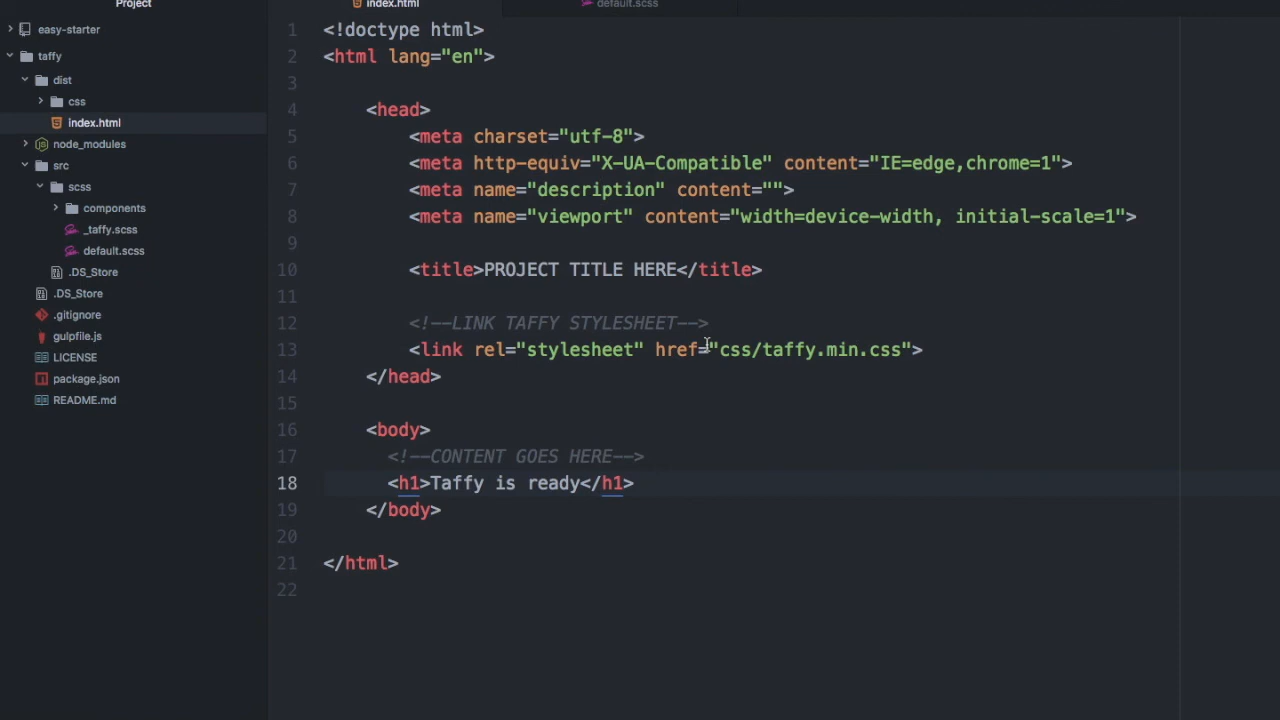 Project
easy-starter
taffy
dist
css
index.html
node_modules
src
scss
components
_taffy.scss
default.scss
.DS_Store
.DS_Store
.gitignore
gulpfile.js
LICENSE
package.json
README.md
index.html
default.scss
1 <!doctype html>
2 <html lang="en">
3
4 <head>
5 <meta charset="utf-8">
6 <meta http-equiv="X-UA-Compatible" content="IE=edge,chrome=1">
7 <meta name="description" content="">
8 <meta name="viewport" content="width=device-width, initial-scale=1">
9
10 <title>PROJECT TITLE HERE</title>
11
12 <!--LINK TAFFY STYLESHEET-->
13 <link rel="stylesheet" href="css/taffy.min.css">
14 </head>
15
16 <body>
17 <!--CONTENT GOES HERE-->
18 <h1>Taffy is ready</h1>
19 </body>
20
21 </html>
22